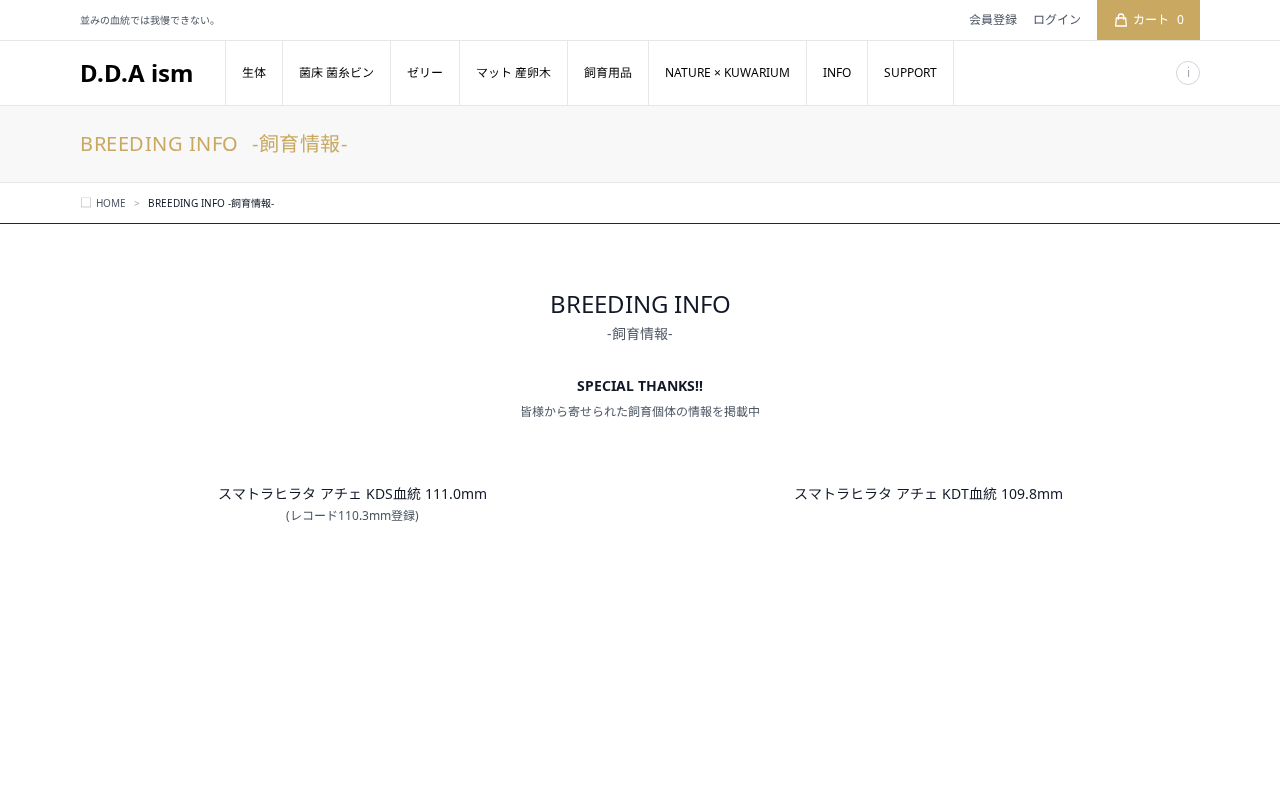 並みの血統では我慢できない。
会員登録 ログイン カート 0
D.D.A ism 生体 菌床 菌糸ビン ゼリー マット 産卵木 飼育用品 NATURE × KUWARIUM INFO SUPPORT i
BREEDING INFO -飼育情報-
HOME > BREEDING INFO -飼育情報-
BREEDING INFO
-飼育情報-
SPECIAL THANKS!!
皆様から寄せられた飼育個体の情報を掲載中
スマトラヒラタ アチェ KDS血統 111.0mm
(レコード110.3mm登録)
スマトラヒラタ アチェ KDT血統 109.8mm